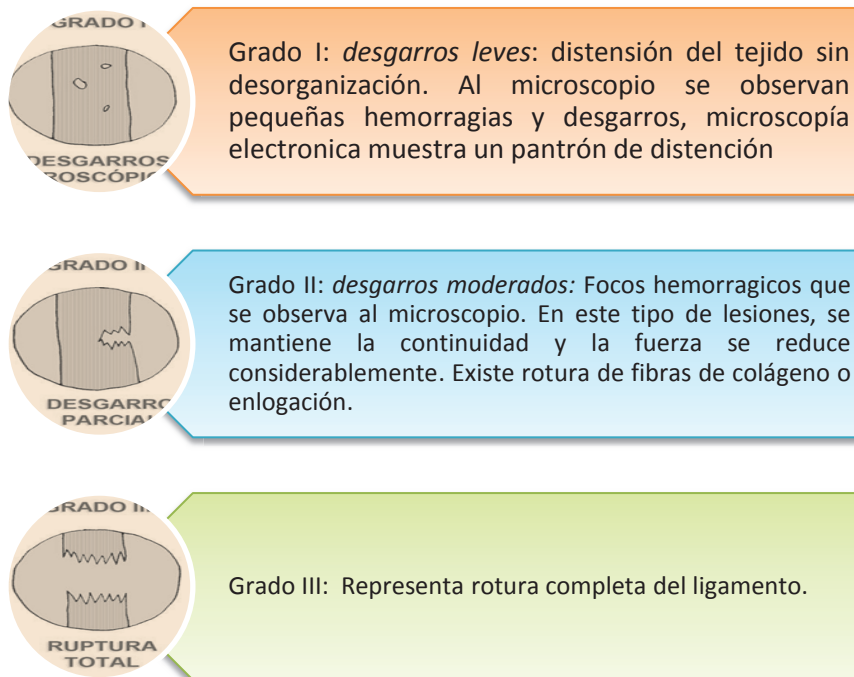 GRADO I
DESGARROS
ROSCÓPIC
Grado I: desgarros leves: distensión del tejido sin
desorganización. Al microscopio se observan
pequeñas hemorragias y desgarros, microscopía
electronica muestra un pantrón de distención
GRADO II
DESGARRO
PARCIAL
Grado II: desgarros moderados: Focos hemorragicos que
se observa al microscopio. En este tipo de lesiones, se
mantiene la continuidad y la fuerza se reduce
considerablemente. Existe rotura de fibras de colágeno o
enlogación.
GRADO III
RUPTURA
TOTAL
Grado III: Representa rotura completa del ligamento.